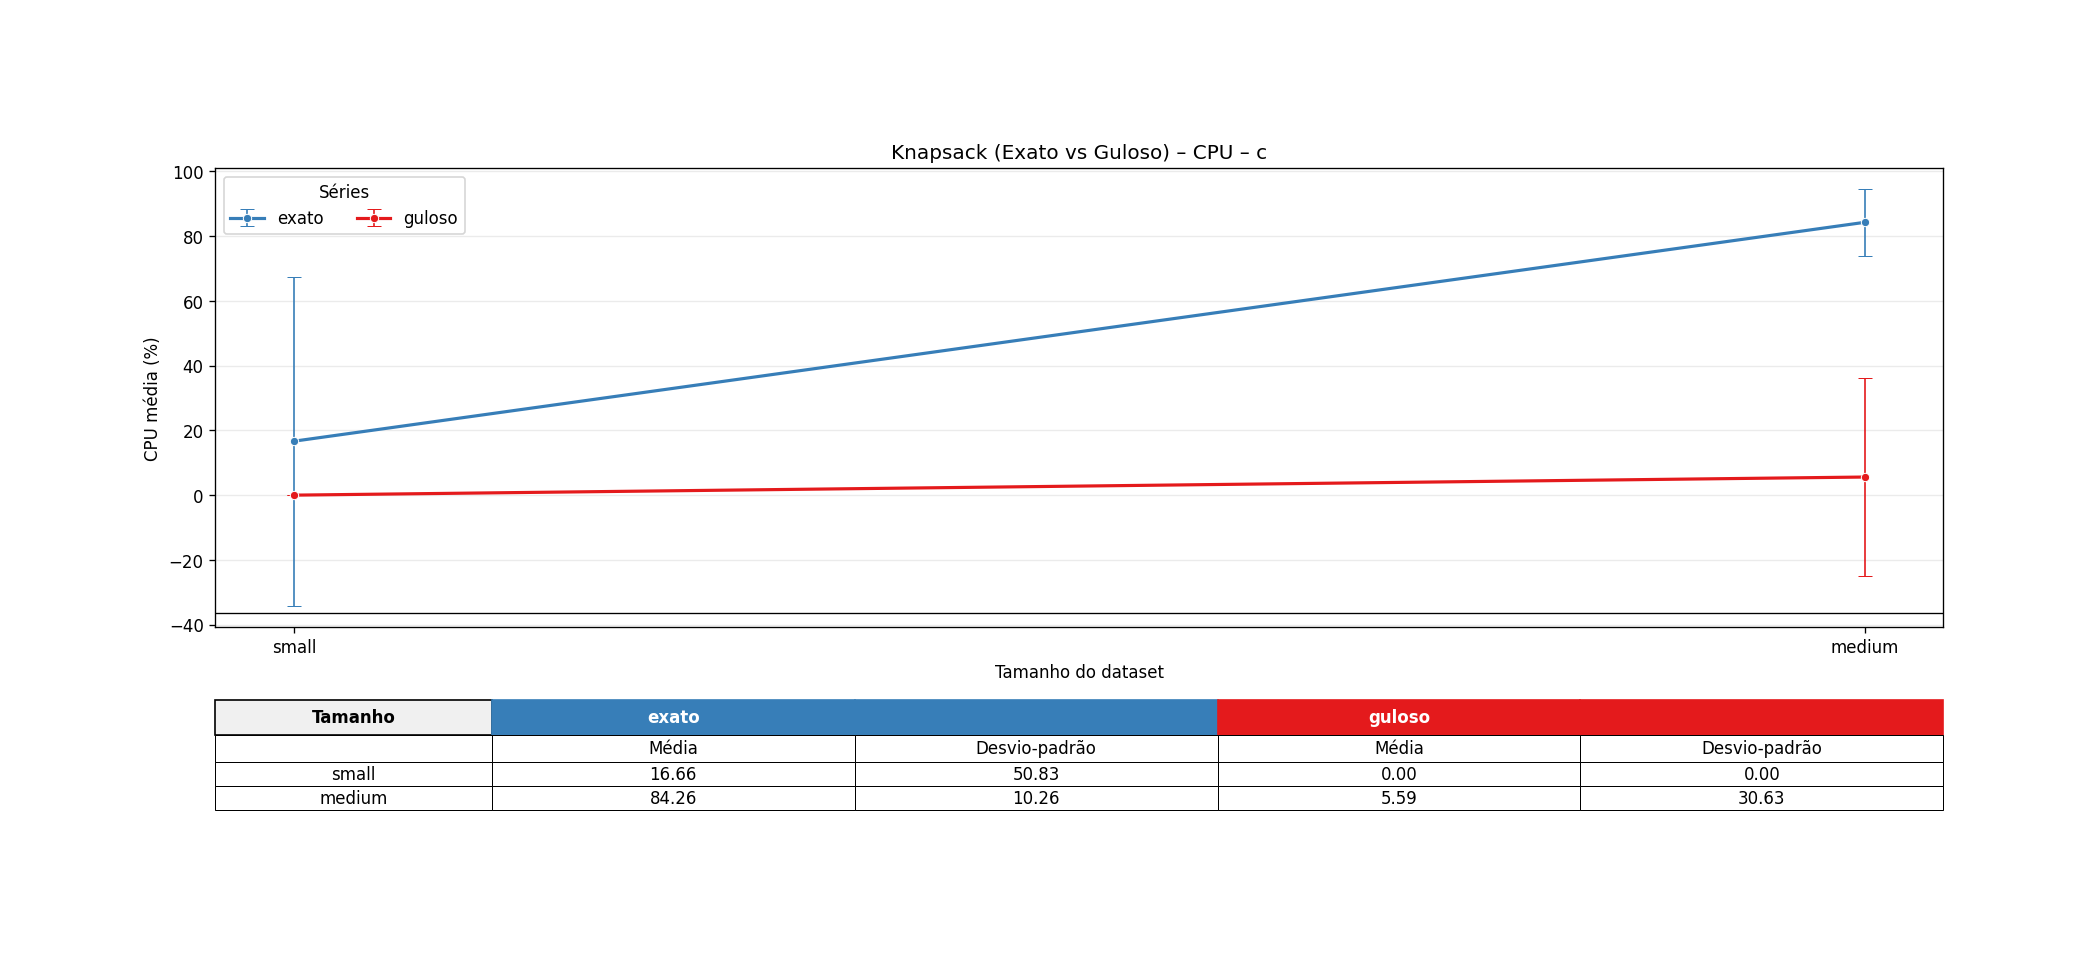 Knapsack (Exato vs Guloso) – CPU – c
100
80
60
40
20
0
−20
−40
CPU média (%)
Séries
exato guloso
small medium
Tamanho do dataset
Tamanho exato guloso
Média Desvio-padrão Média Desvio-padrão
small 16.66 50.83 0.00 0.00
medium 84.26 10.26 5.59 30.63